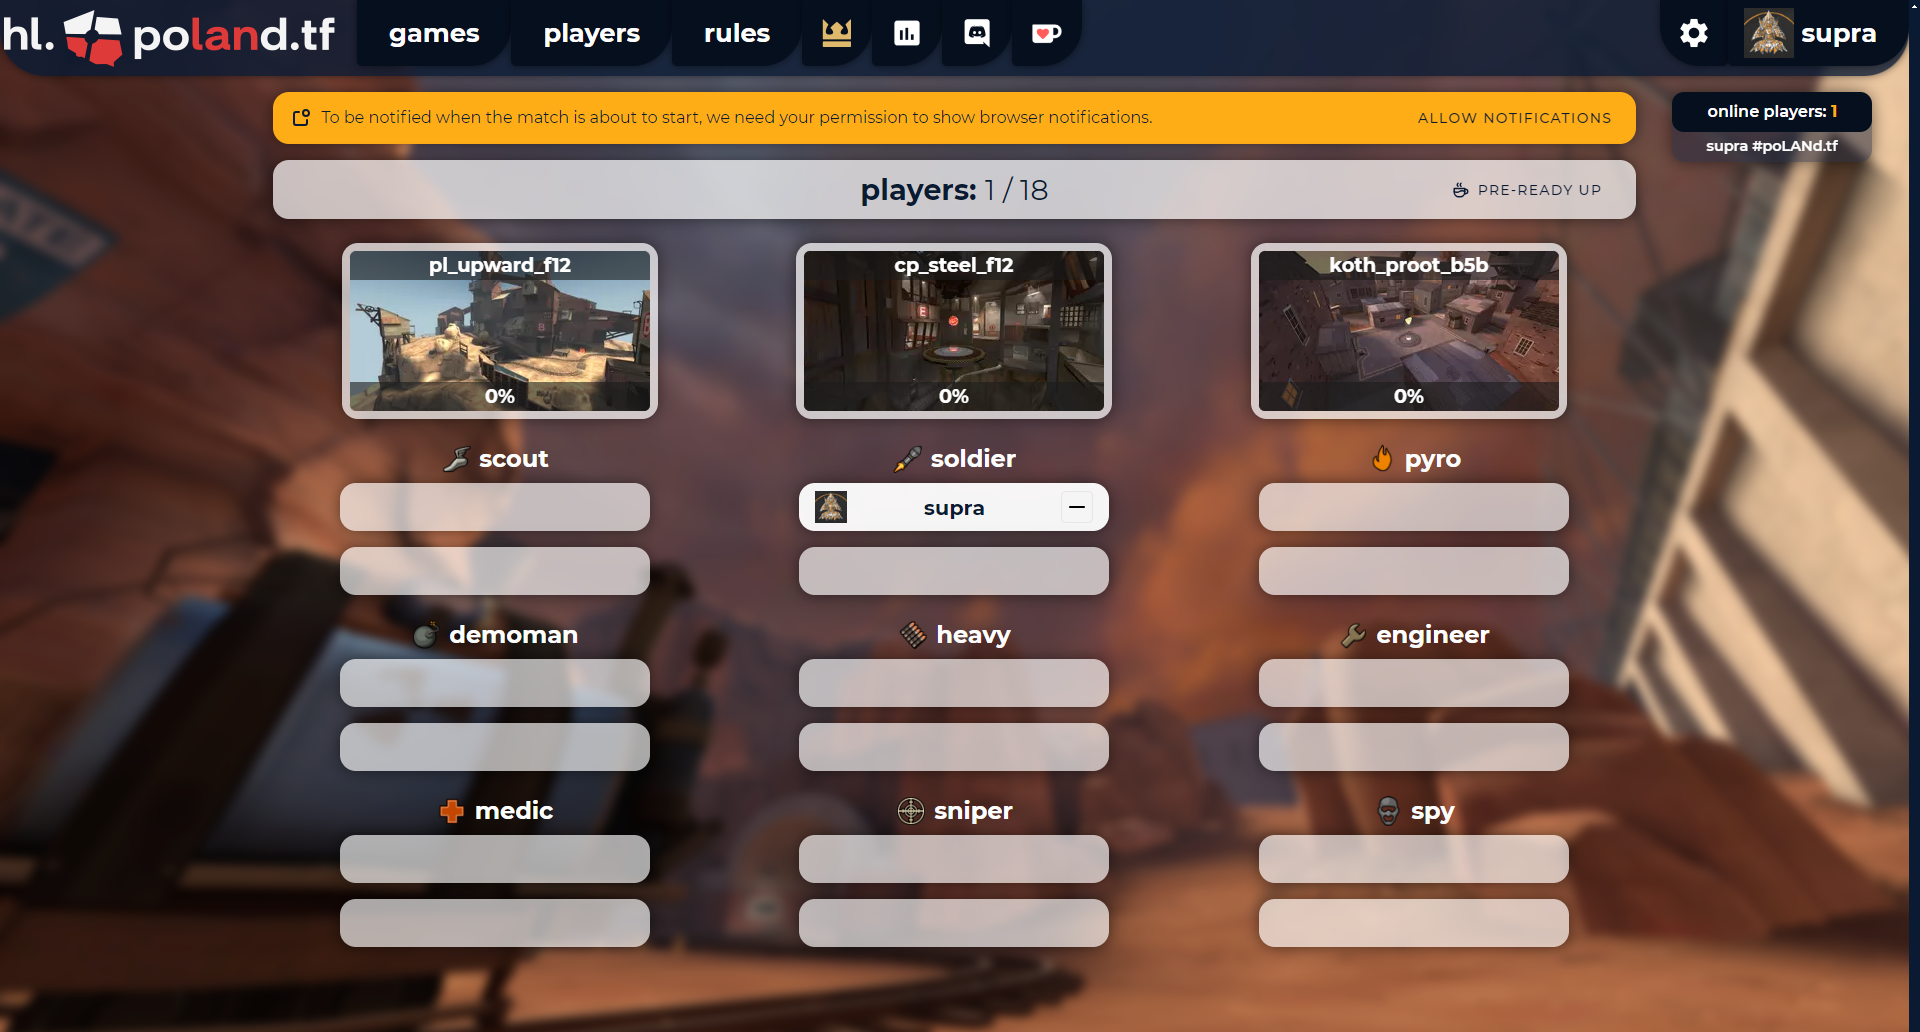 hl. poland.tf
games
players
rules
supra
To be notified when the match is about to start, we need your permission to show browser notifications.
ALLOW NOTIFICATIONS
online players: 1
supra #poLANd.tf
players: 1 / 18
PRE-READY UP
pl_upward_f12
cp_steel_f12
koth_proot_b5b
0%
0%
0%
scout
soldier
pyro
supra
demoman
heavy
engineer
medic
sniper
spy